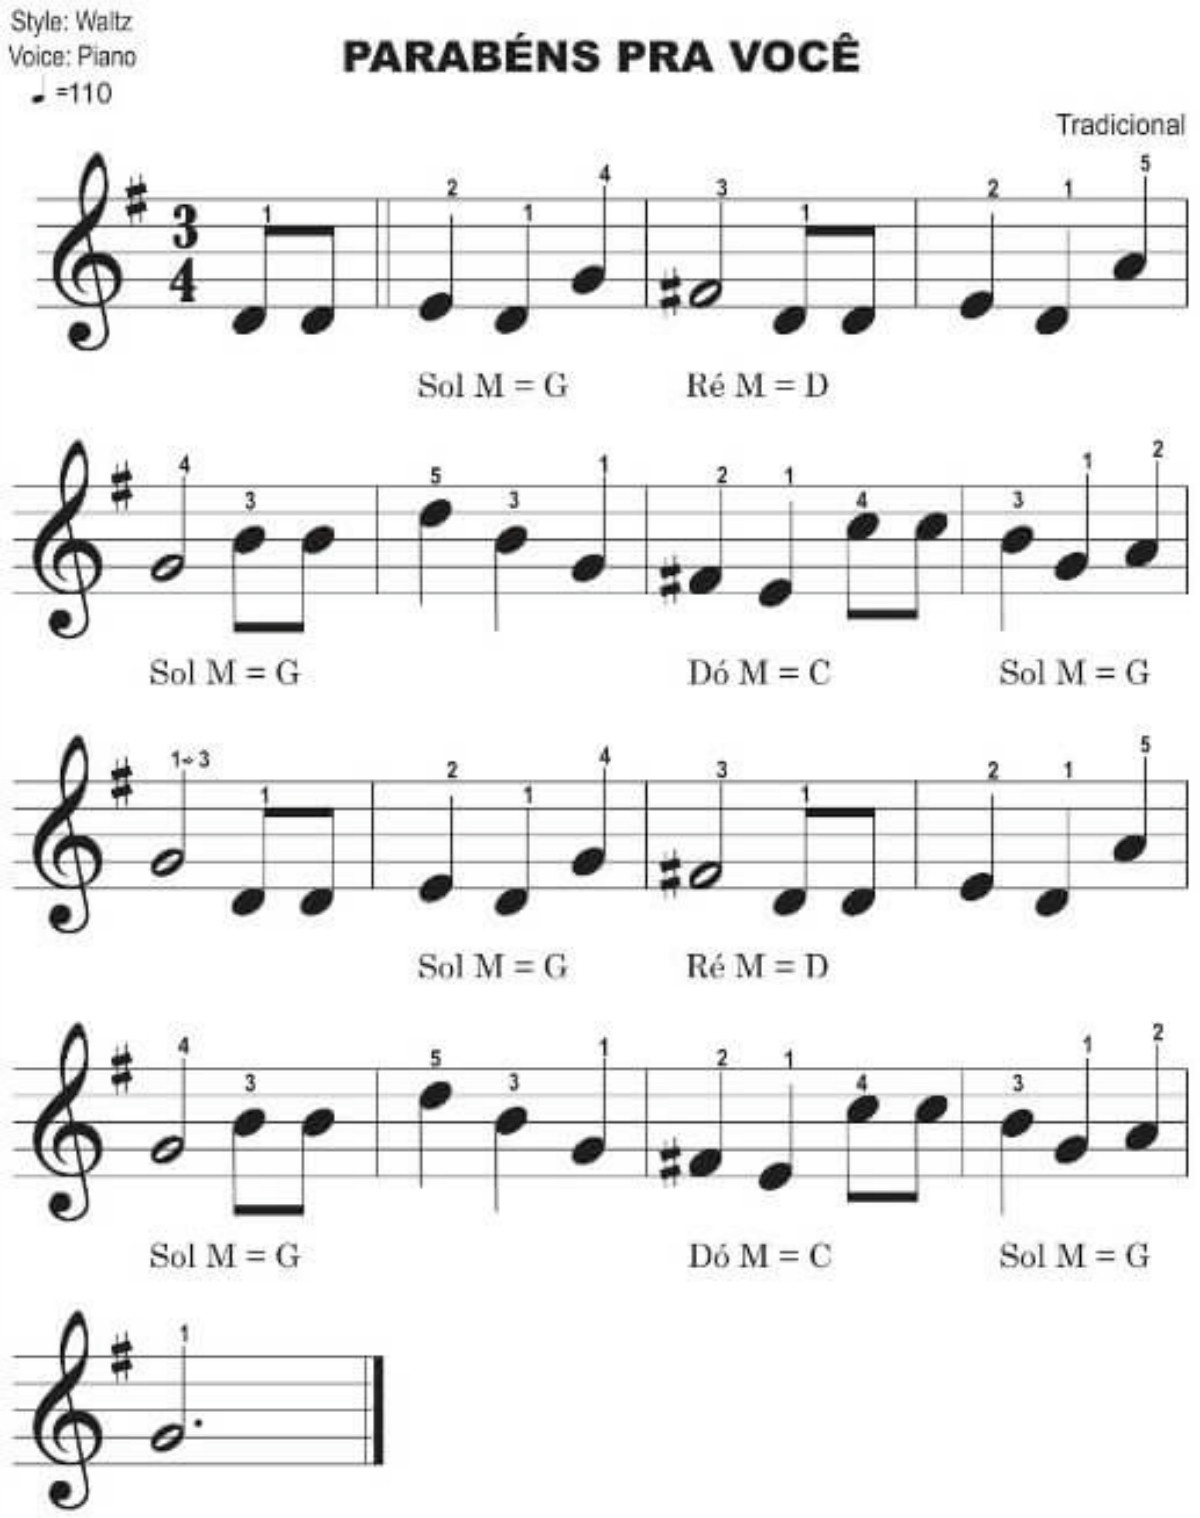 Style: Waltz
Voice: Piano
♩ =110
PARABÉNS PRA VOCÊ
Tradicional
3
4
1 2 1 4 3 1 2 1 5
Sol M = G Ré M = D
4 3 5 3 1 2 1 4 3 1 2
Sol M = G Dó M = C Sol M = G
1 3 1 2 1 4 3 1 2 1 5
Sol M = G Ré M = D
4 3 5 3 1 2 1 4 3 1 2
Sol M = G Dó M = C Sol M = G
1